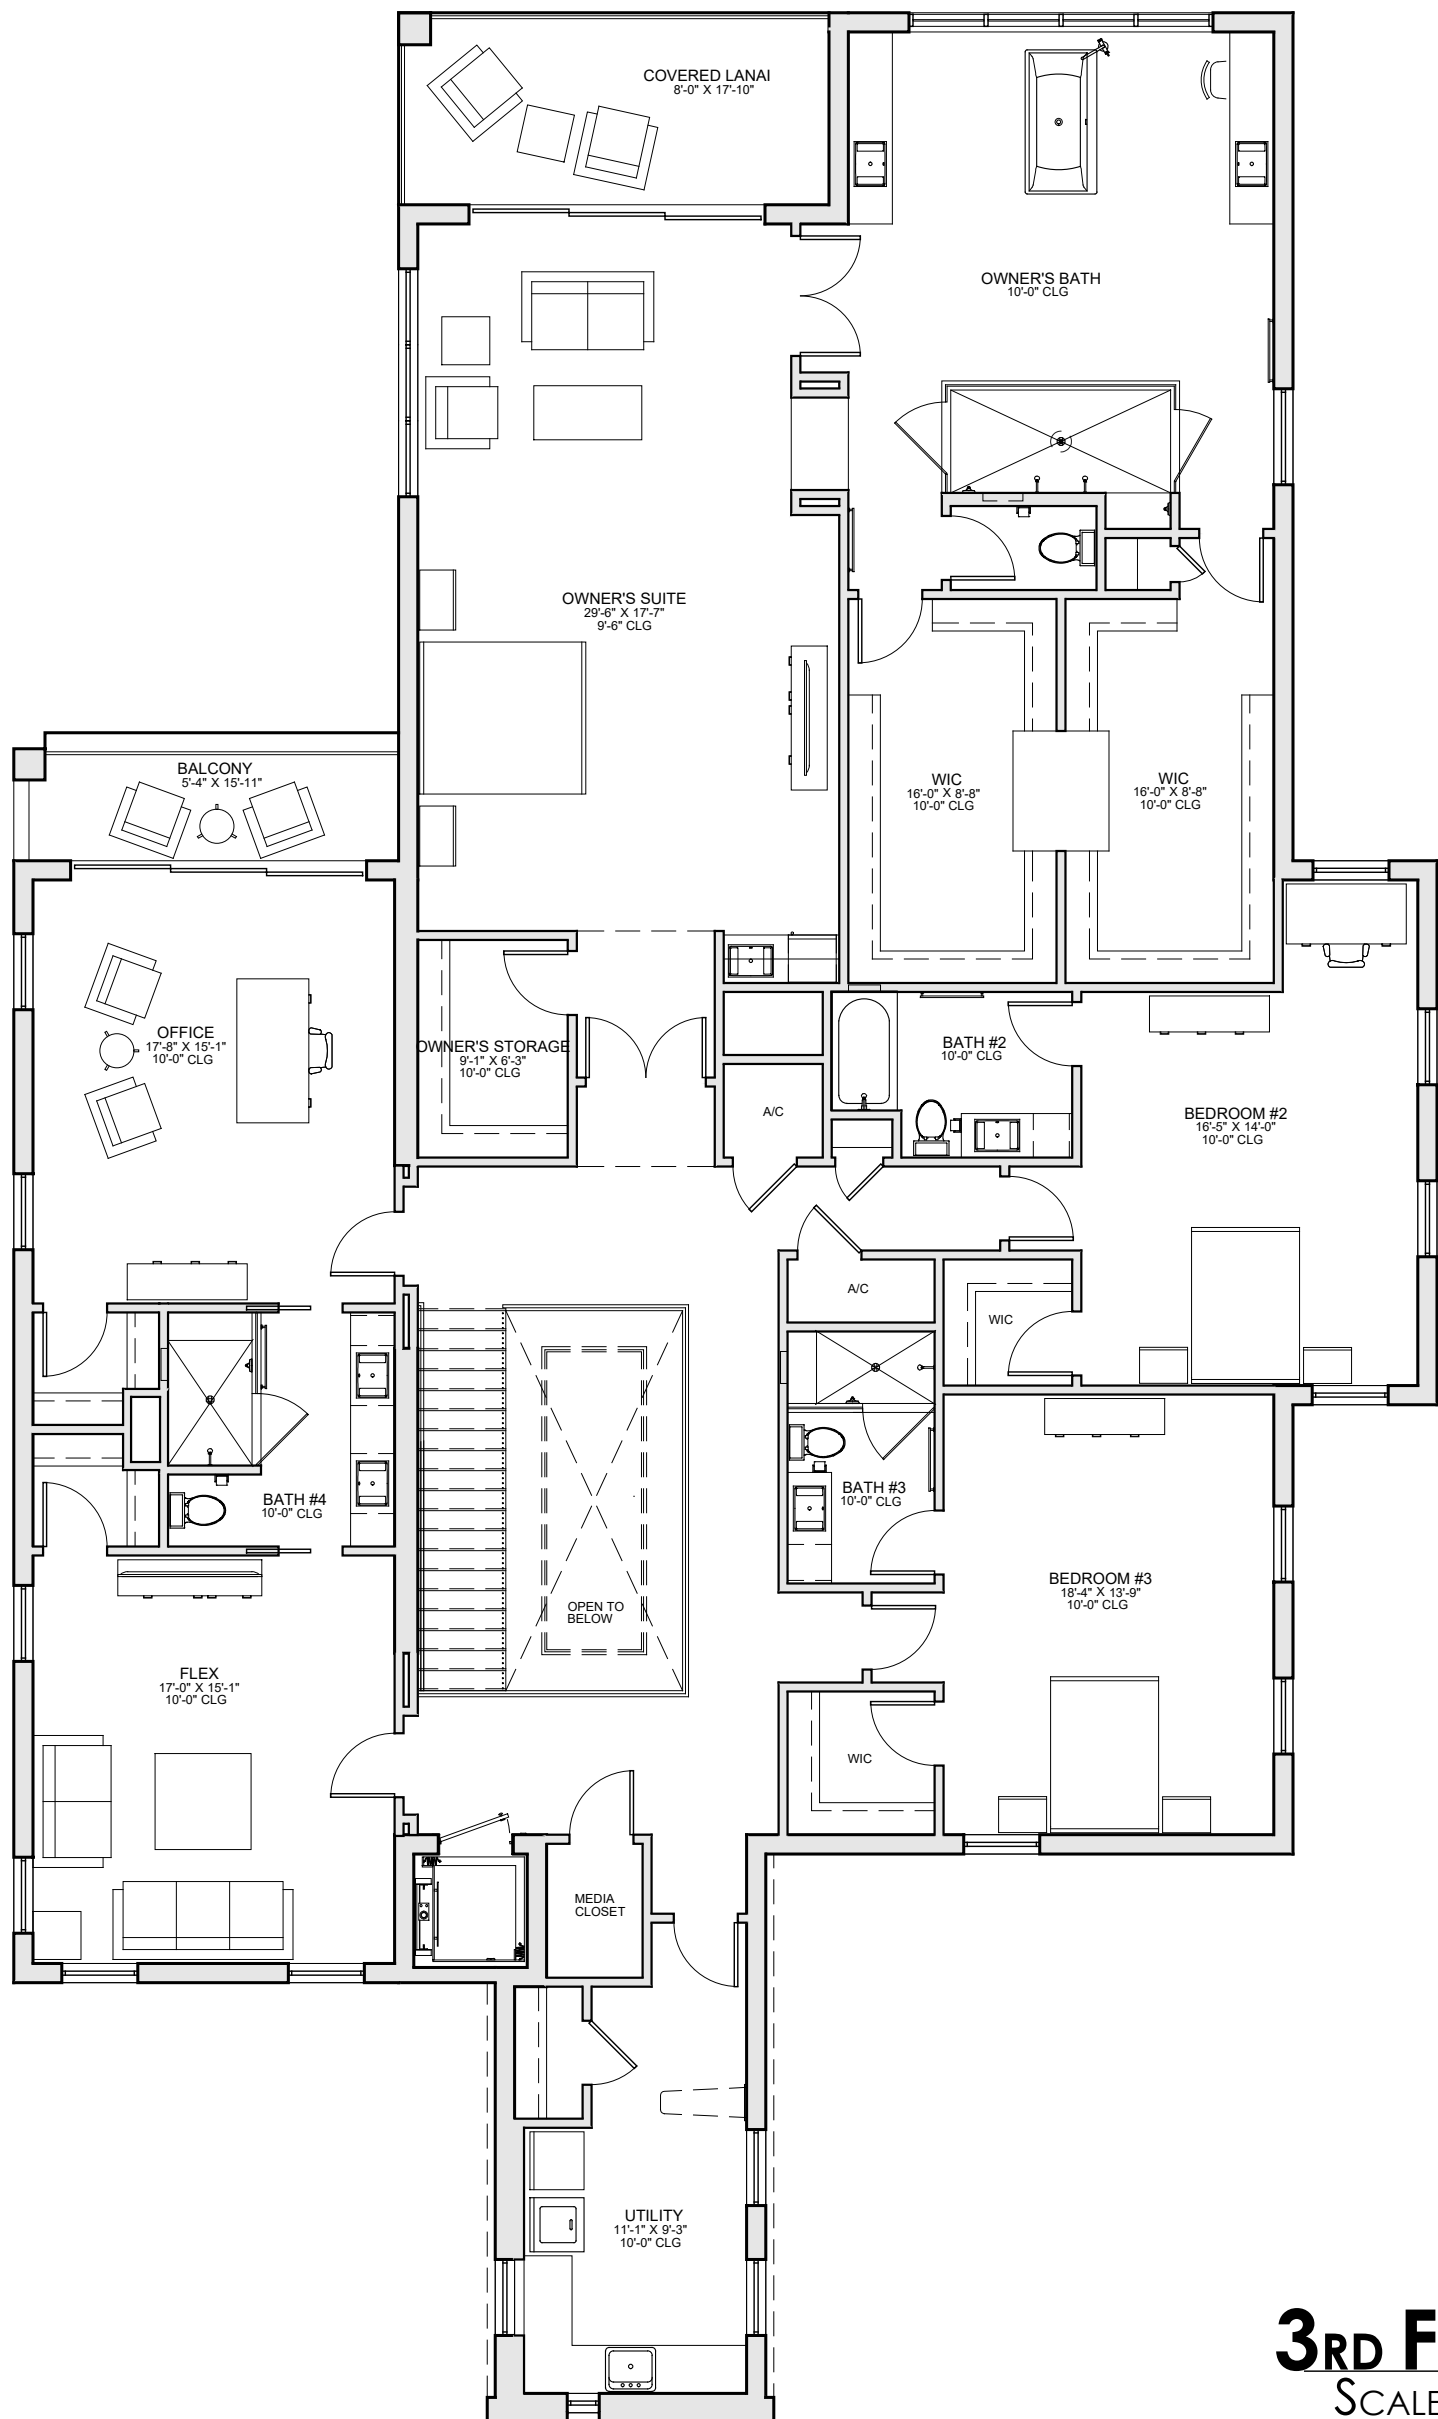 COVERED LANAI
8'-0" X 17'-10"
OWNER'S BATH
10'-0" CLG
OWNER'S SUITE
29'-6" X 17'-7"
9'-6" CLG
BALCONY
5'-4" X 15'-11"
WIC
16'-0" X 8'-8"
10'-0" CLG
WIC
16'-0" X 8'-8"
10'-0" CLG
OFFICE
17'-8" X 15'-1"
10'-0" CLG
OWNER'S STORAGE
9'-1" X 6'-3"
10'-0" CLG
A/C
BATH #2
10'-0" CLG
BEDROOM #2
16'-5" X 14'-0"
10'-0" CLG
A/C
WIC
BATH #4
10'-0" CLG
BATH #3
10'-0" CLG
OPEN TO
BELOW
BEDROOM #3
18'-4" X 13'-9"
10'-0" CLG
FLEX
17'-0" X 15'-1"
10'-0" CLG
WIC
MEDIA
CLOSET
UTILITY
11'-1" X 9'-3"
10'-0" CLG
3RD F
SCALE